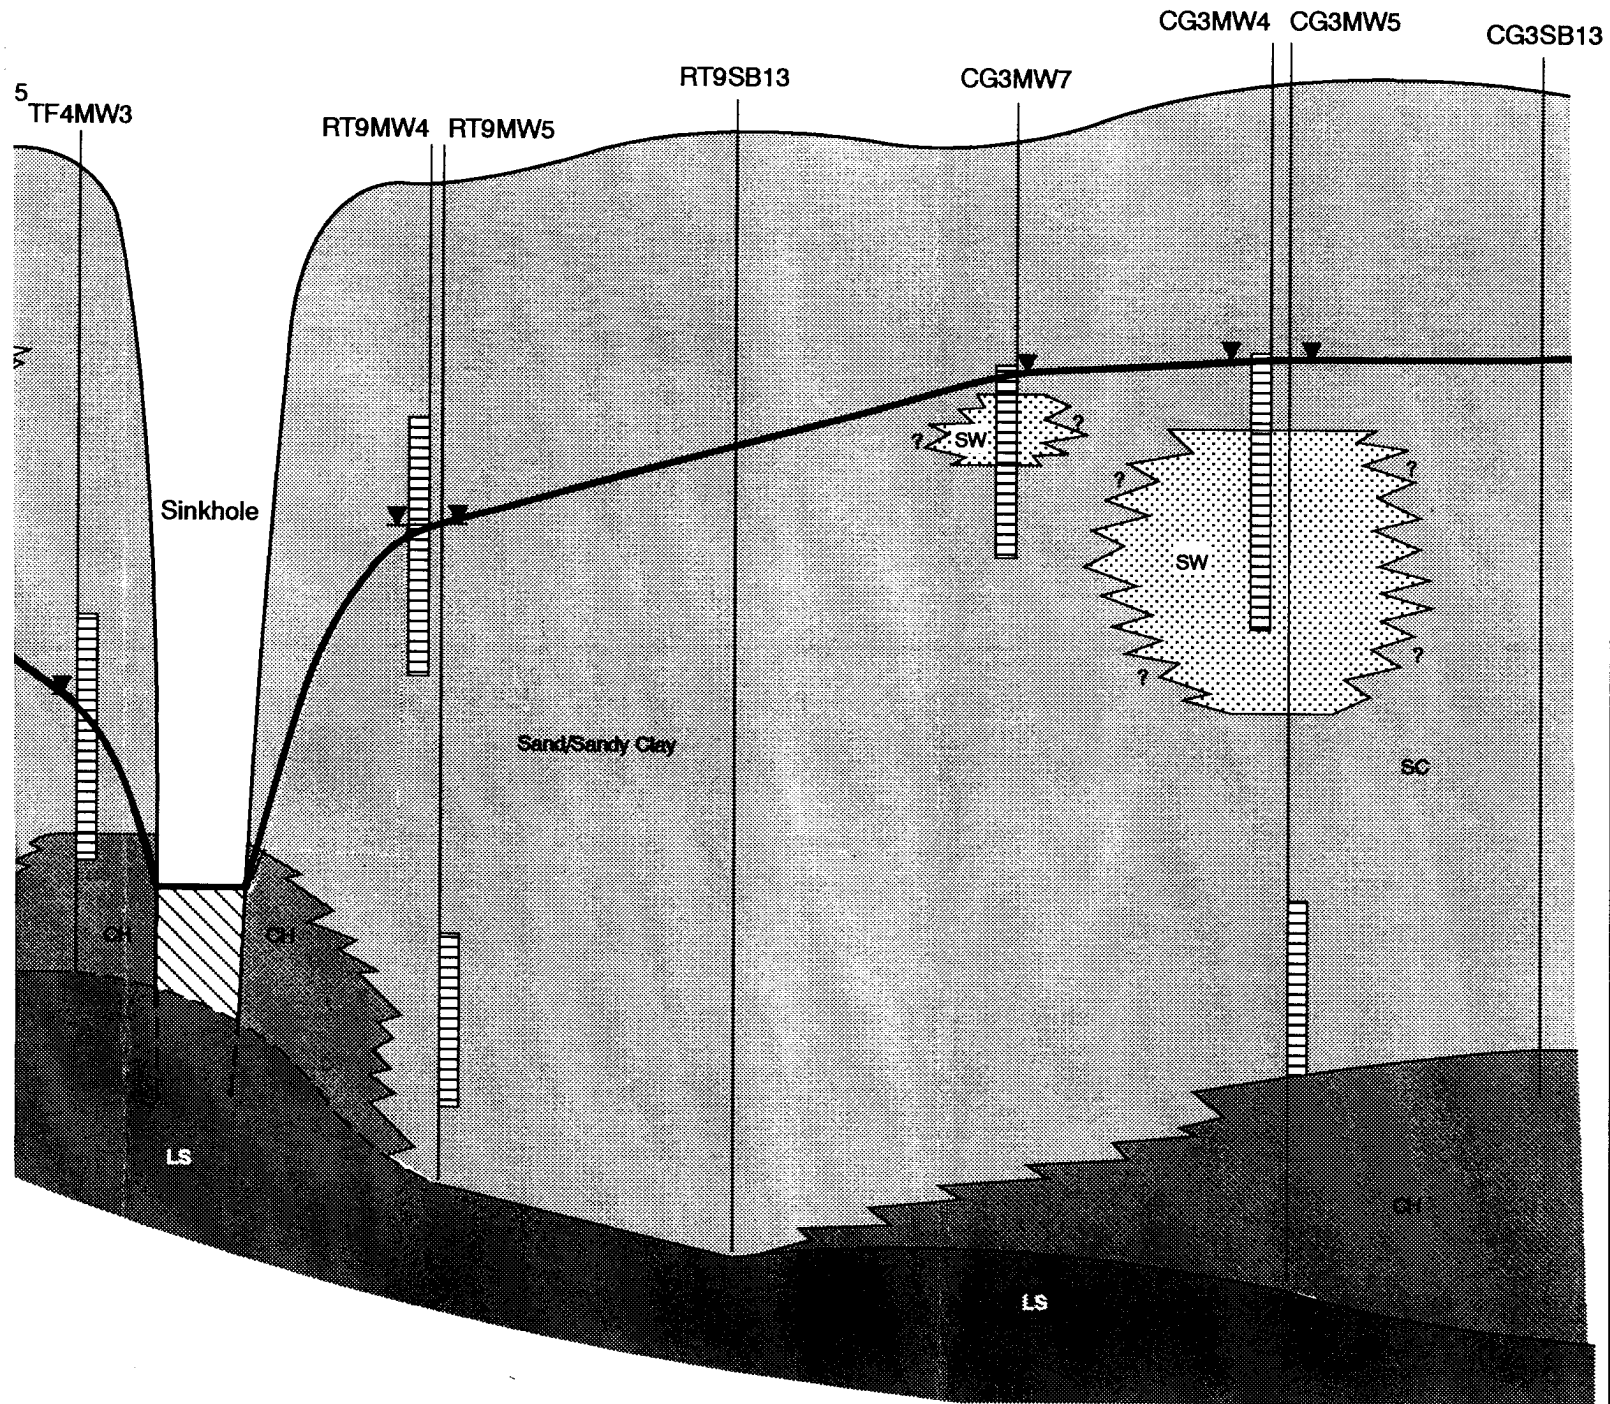 CG3MW4 CG3MW5
CG3SB13
RT9SB13
CG3MW7
5
TF4MW3
RT9MW4 RT9MW5
? SW ?
Sinkhole
? ?
SW
? ?
Sand/Sandy Clay
SC
CH CH
LS
CH
LS